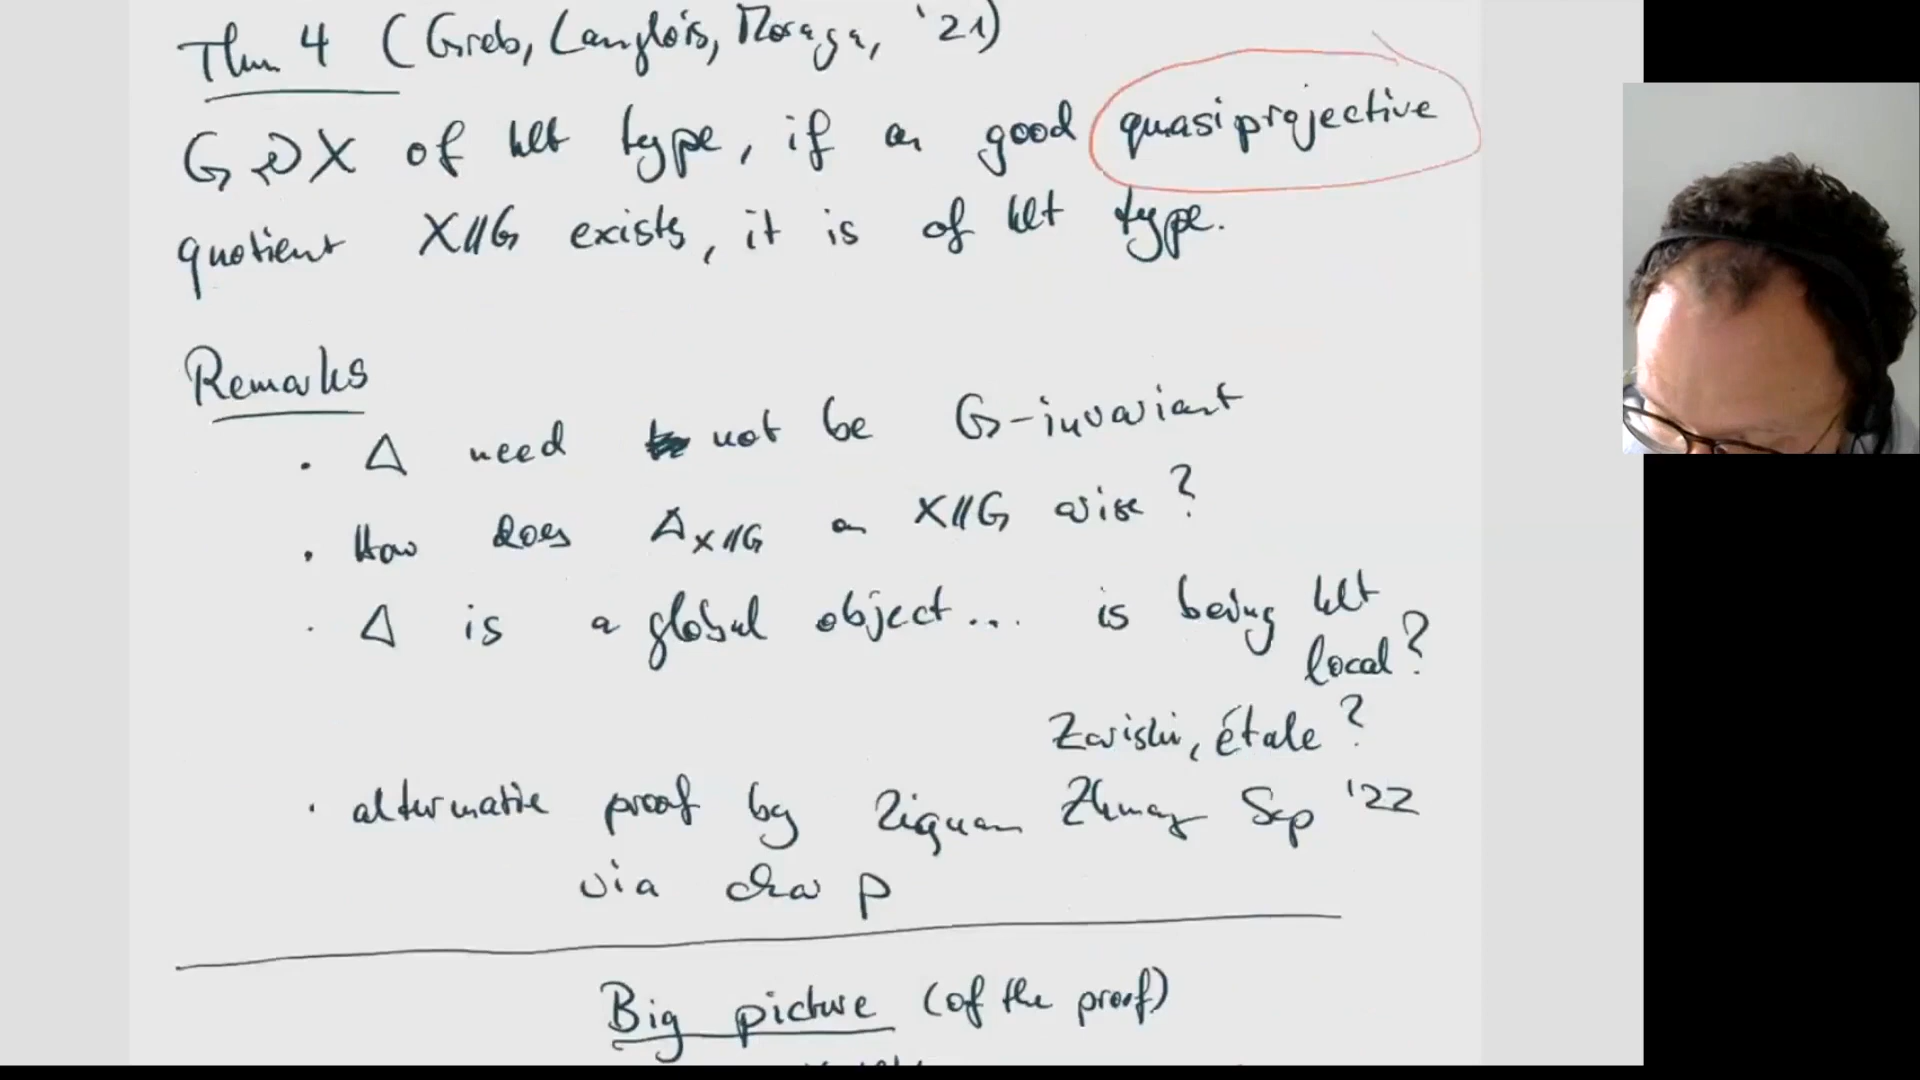 Thm 4 (Greb, Langlois, Moraga, '21)
G ↻ X of klt type, if a good quasiprojective
quotient X//G exists, it is of klt type.
Remarks
· Δ need not be G-invariant
· How does Δ_X//G on X//G arise?
· Δ is a global object... is being klt
local?
Zariski, étale?
· alternative proof by Ziquan Zhuang Sep '22
via char p
Big picture (of the proof)